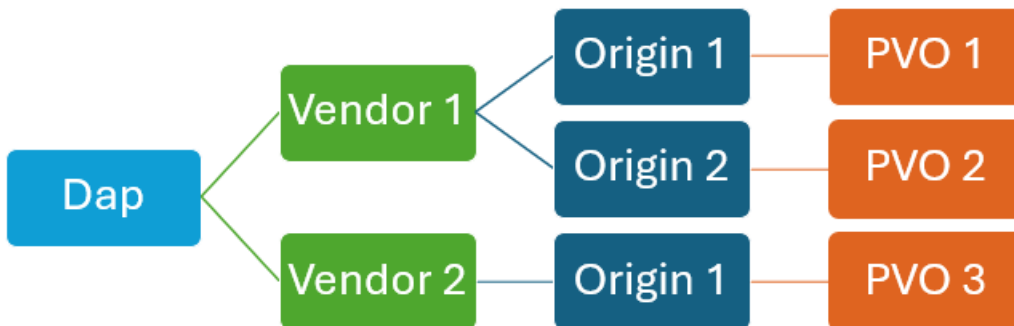 Dap
Vendor 1
Origin 1
PVO 1
Origin 2
PVO 2
Vendor 2
Origin 1
PVO 3